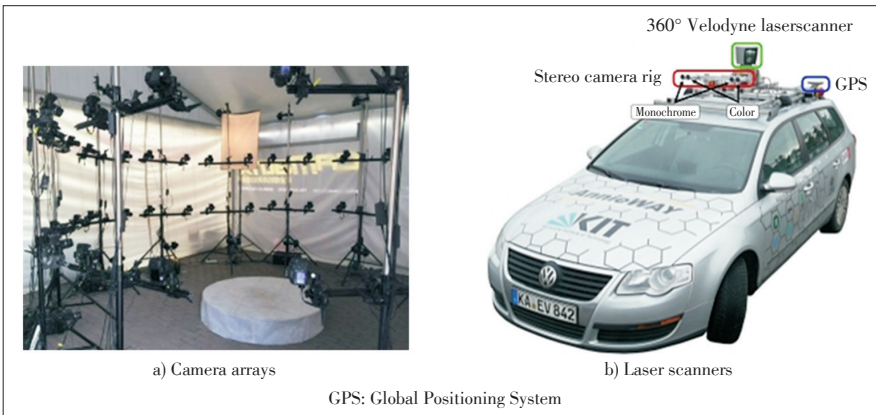 360° Velodyne laserscanner
Stereo camera rig
GPS
Monochrome
Color
AnnieWAY
KIT
KA EV 842
a) Camera arrays
b) Laser scanners
GPS: Global Positioning System